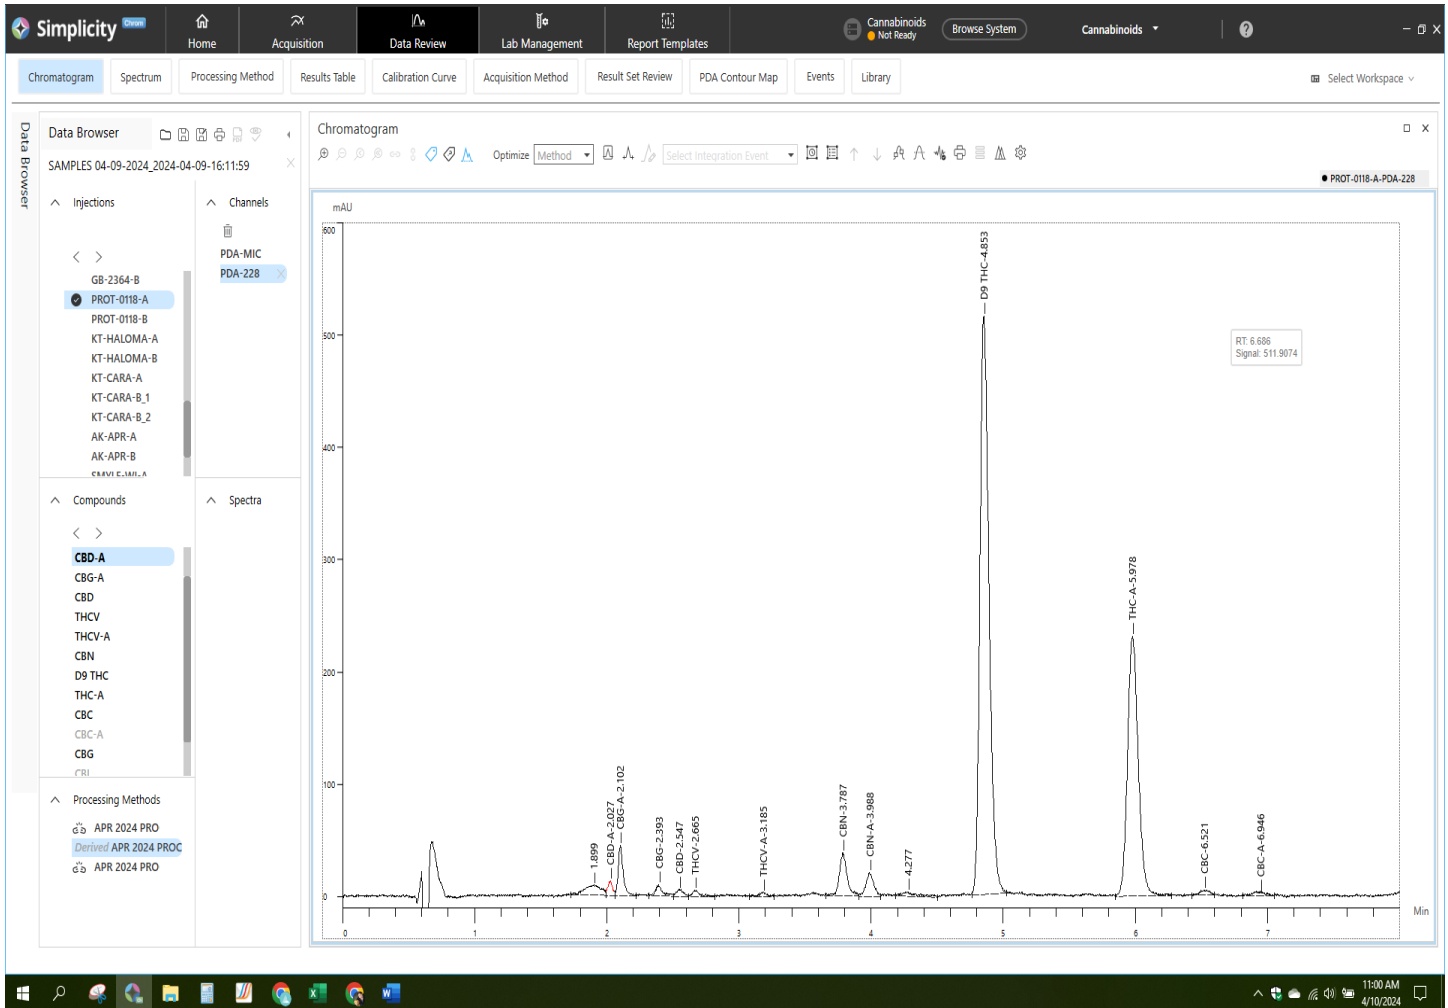 Simplicity Chrom
Home
Acquisition
Data Review
Lab Management
Report Templates
Cannabinoids
Not Ready
Browse System
Cannabinoids
Chromatogram
Spectrum
Processing Method
Results Table
Calibration Curve
Acquisition Method
Result Set Review
PDA Contour Map
Events
Library
Select Workspace
Data Browser
Data Browser
SAMPLES 04-09-2024_2024-04-09-16:11:59
Injections
GB-2364-B
PROT-0118-A
PROT-0118-B
KT-HALOMA-A
KT-HALOMA-B
KT-CARA-A
KT-CARA-B_1
KT-CARA-B_2
AK-APR-A
AK-APR-B
SMYLE-WI-A
Channels
PDA-MIC
PDA-228
Compounds
CBD-A
CBG-A
CBD
THCV
THCV-A
CBN
D9 THC
THC-A
CBC
CBC-A
CBG
CBL
Spectra
Processing Methods
APR 2024 PRO
Derived APR 2024 PROC
APR 2024 PRO
Chromatogram
Optimize Method
Select Integration Event
PROT-0118-A-PDA-228
mAU
600
500
400
300
200
100
0
1.899
CBD-A-2.027
CBG-A-2.102
CBG-2.393
CBD-2.547
THCV-2.665
THCV-A-3.185
CBN-3.787
CBN-A-3.988
4.277
D9 THC-4.853
THC-A-5.978
CBC-6.521
CBC-A-6.946
RT: 6.686
Signal: 511.9074
0 1 2 3 4 5 6 7
Min
11:00 AM
4/10/2024